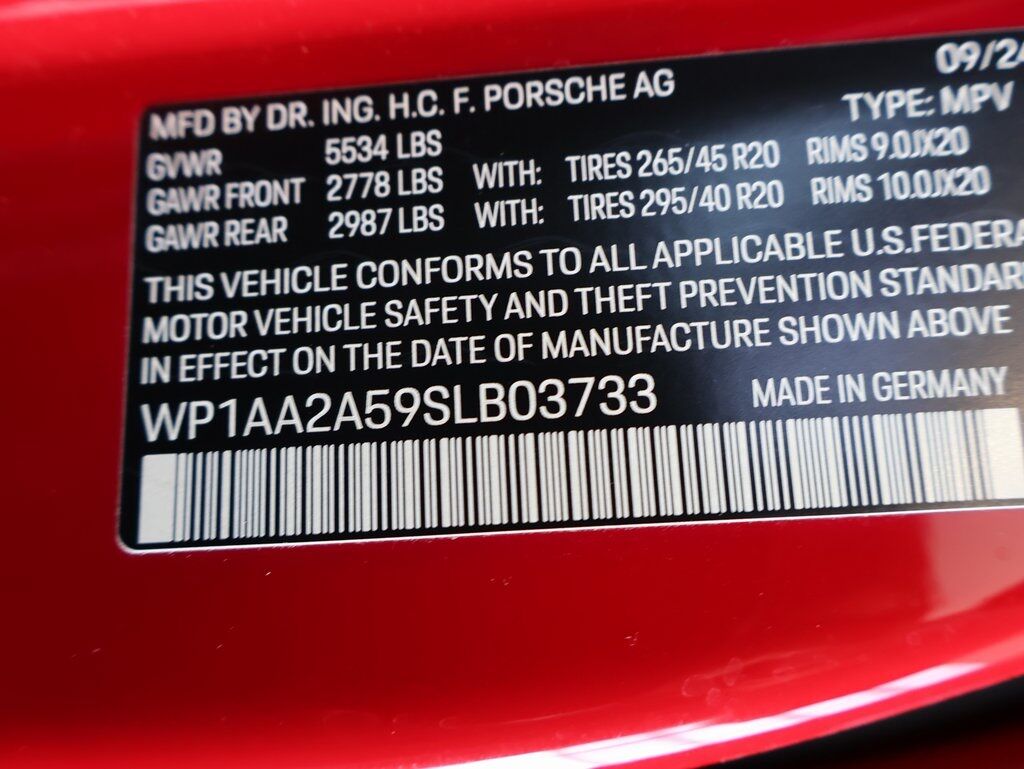 09/24
MFD BY DR. ING. H.C. F. PORSCHE AG
TYPE: MPV
GVWR 5534 LBS
GAWR FRONT 2778 LBS WITH: TIRES 265/45 R20 RIMS 9.0JX20
GAWR REAR 2987 LBS WITH: TIRES 295/40 R20 RIMS 10.0JX20
THIS VEHICLE CONFORMS TO ALL APPLICABLE U.S.FEDERA
MOTOR VEHICLE SAFETY AND THEFT PREVENTION STANDAR
IN EFFECT ON THE DATE OF MANUFACTURE SHOWN ABOVE
WP1AA2A59SLB03733 MADE IN GERMANY